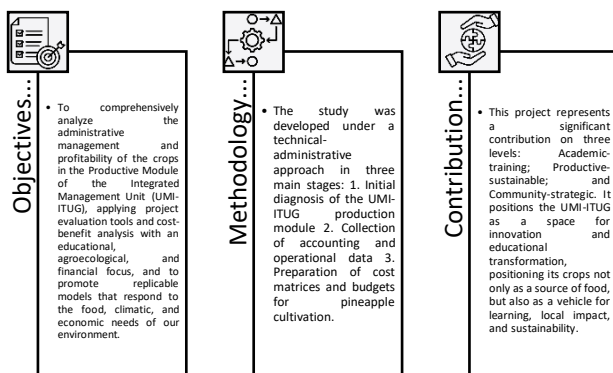 Objectives...
• To comprehensively
analyze the
administrative
management and
profitability of the crops
in the Productive Module
of the Integrated
Management Unit (UMI-
ITUG), applying project
evaluation tools and cost-
benefit analysis with an
educational,
agroecological, and
financial focus, and to
promote replicable
models that respond to
the food, climatic, and
economic needs of our
environment.
Methodology...
• The study was
developed under a
technical-
administrative
approach in three
main stages: 1. Initial
diagnosis of the UMI-
ITUG production
module 2. Collection
of accounting and
operational data 3.
Preparation of cost
matrices and budgets
for pineapple
cultivation.
Contribution...
• This project represents
a significant
contribution on three
levels: Academic-
training; Productive-
sustainable; and
Community-strategic. It
positions the UMI-ITUG
as a space for
innovation and
educational
transformation,
positioning its crops not
only as a source of food,
but also as a vehicle for
learning, local impact,
and sustainability.